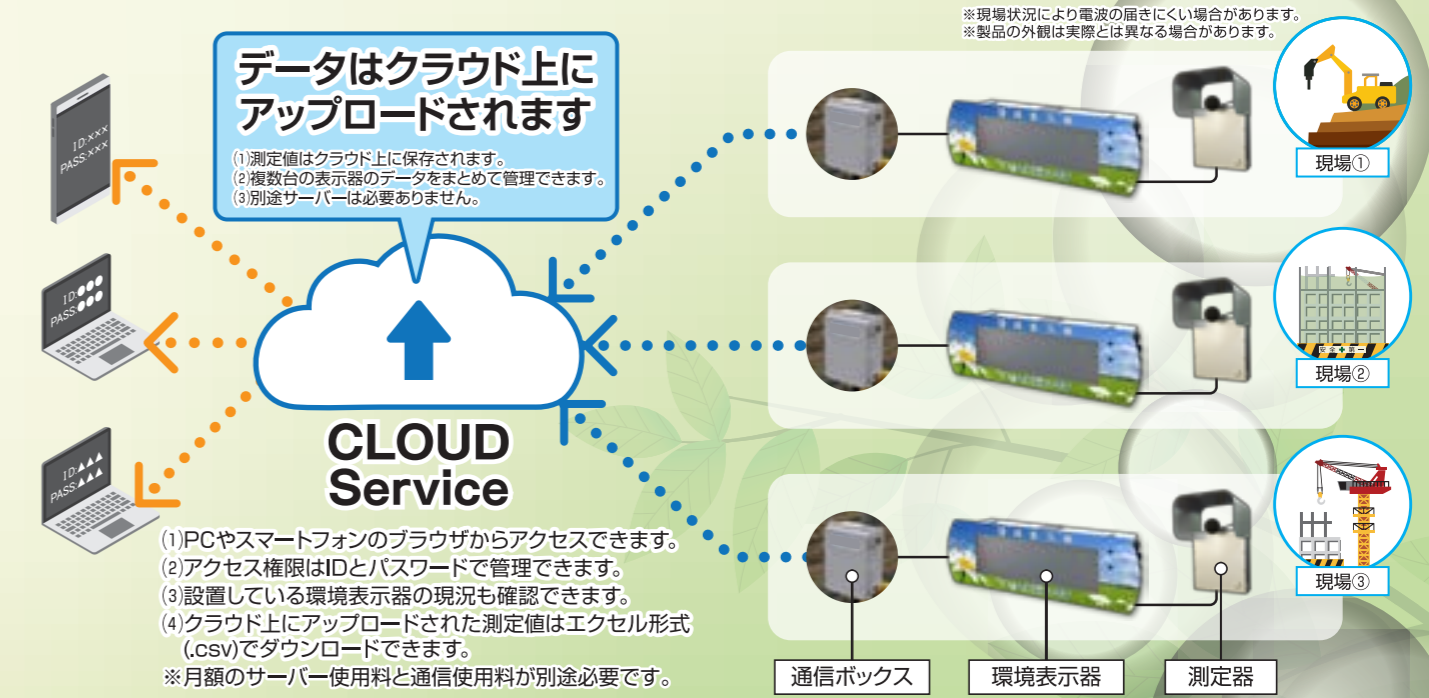 ※現場状況により電波の届きにくい場合があります。
※製品の外観は実際とは異なる場合があります。
データはクラウド上に
アップロードされます
⑴測定値はクラウド上に保存されます。
⑵複数台の表示器のデータをまとめて管理できます。
⑶別途サーバーは必要ありません。
ID:×××
PASS:×××
ID:●●●
PASS:●●●
ID:▲▲▲
PASS:▲▲▲
CLOUD
Service
⑴PCやスマートフォンのブラウザからアクセスできます。
⑵アクセス権限はIDとパスワードで管理できます。
⑶設置している環境表示器の現況も確認できます。
⑷クラウド上にアップロードされた測定値はエクセル形式
(.csv)でダウンロードできます。
※月額のサーバー使用料と通信使用料が別途必要です。
現場①
安全✚第一
現場②
現場③
通信ボックス
環境表示器
測定器